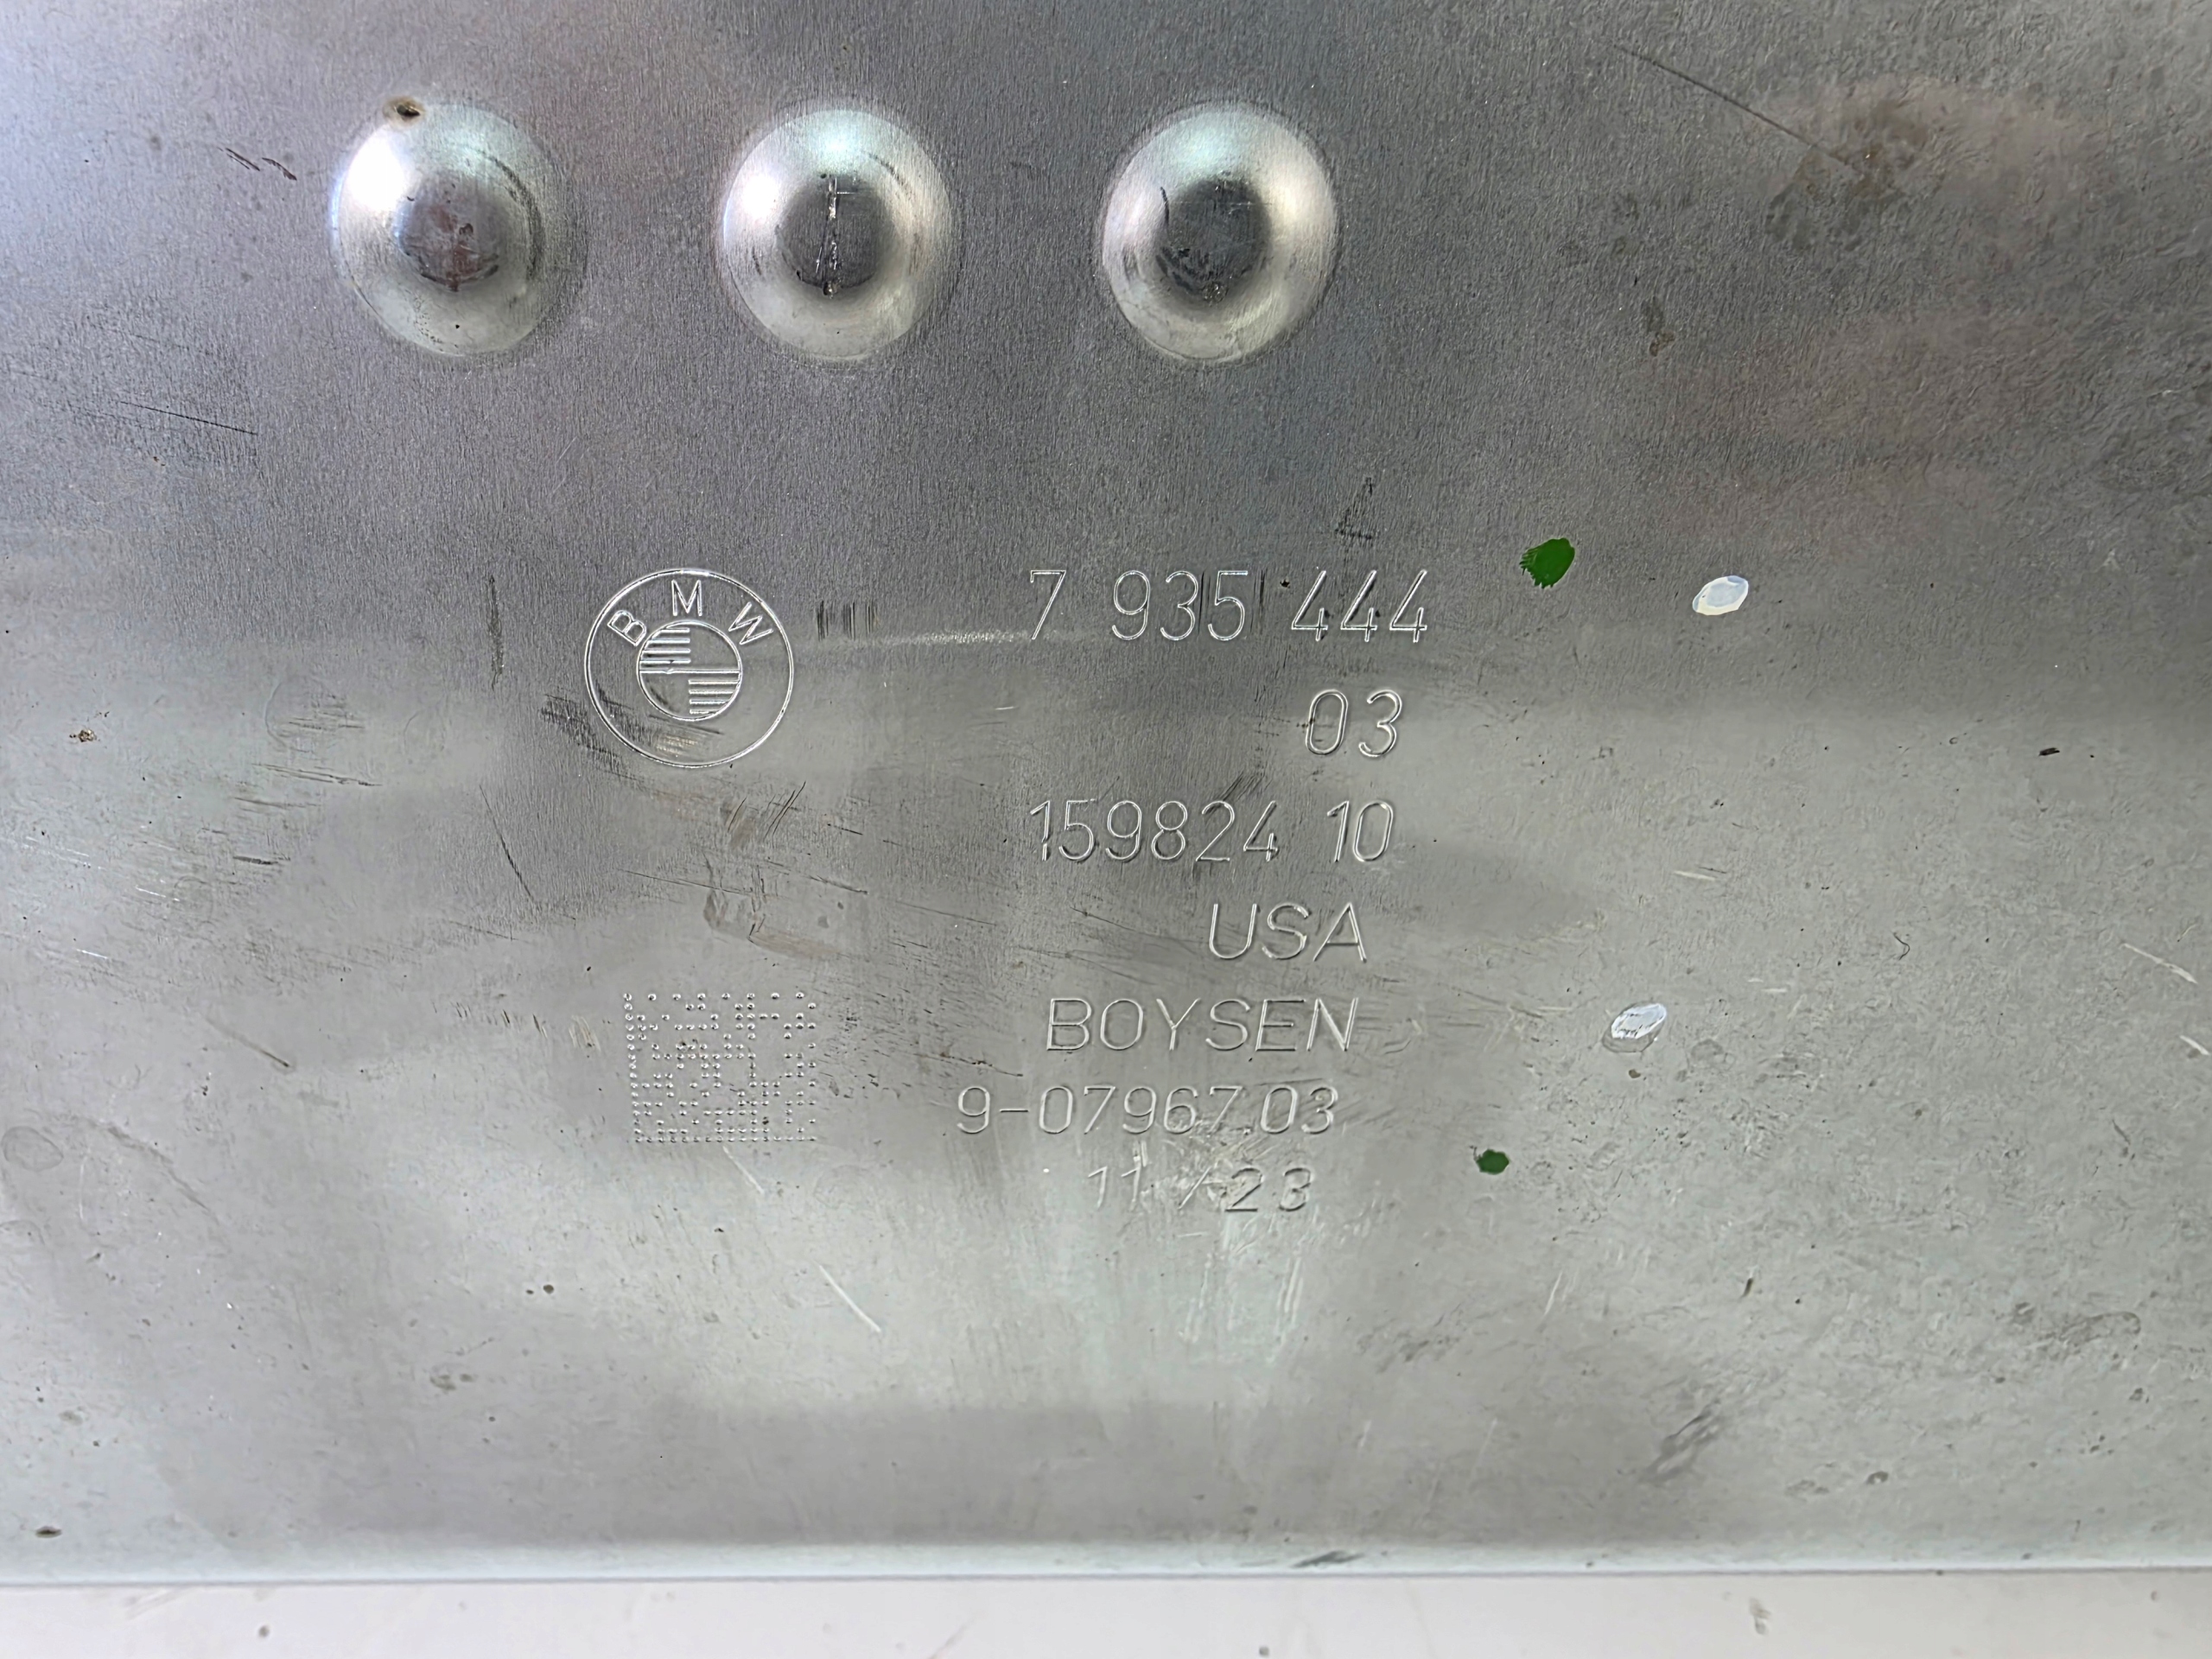 BMW
7 935 444
03
159824 10
USA
BOYSEN
9-07967.03
11 / 23